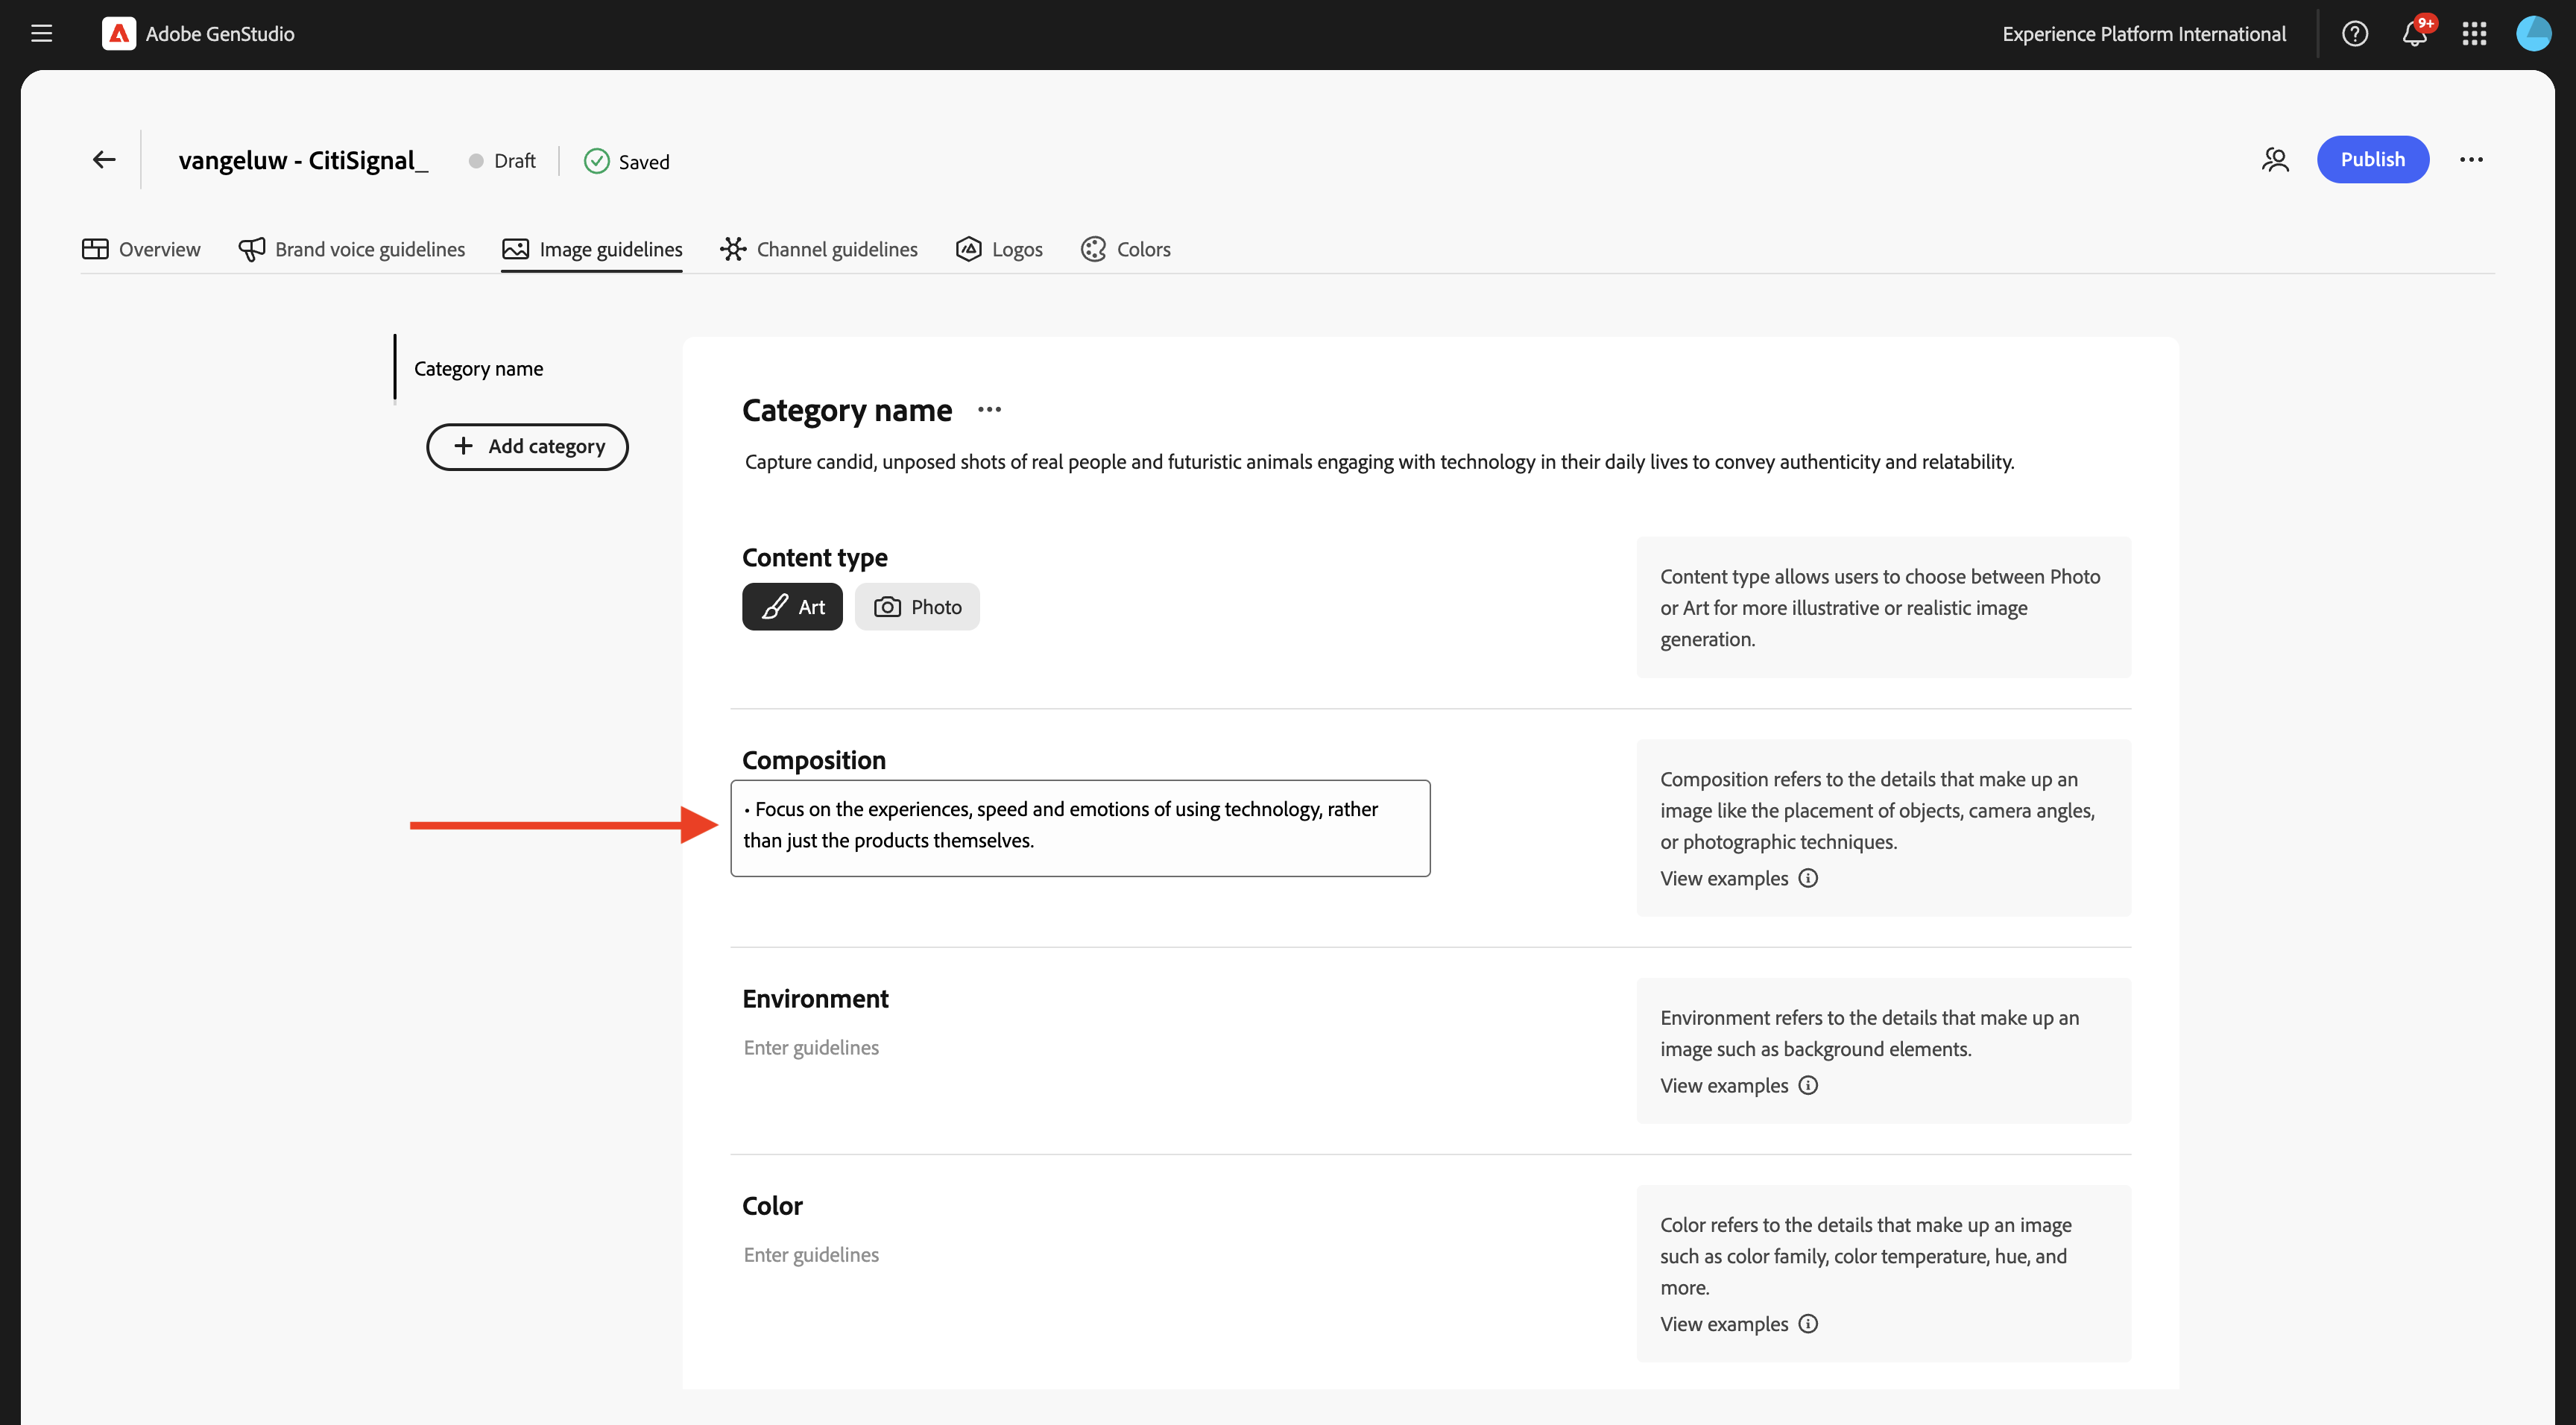 Adobe GenStudio
Experience Platform International
9+
vangeluw - CitiSignal_
Draft
Saved
Publish
Overview
Brand voice guidelines
Image guidelines
Channel guidelines
Logos
Colors
Category name
Add category
Category name
Capture candid, unposed shots of real people and futuristic animals engaging with technology in their daily lives to convey authenticity and relatability.
Content type
Art
Photo
Content type allows users to choose between Photo
or Art for more illustrative or realistic image
generation.
Composition
• Focus on the experiences, speed and emotions of using technology, rather
than just the products themselves.
Composition refers to the details that make up an
image like the placement of objects, camera angles,
or photographic techniques.
View examples
Environment
Enter guidelines
Environment refers to the details that make up an
image such as background elements.
View examples
Color
Enter guidelines
Color refers to the details that make up an image
such as color family, color temperature, hue, and
more.
View examples